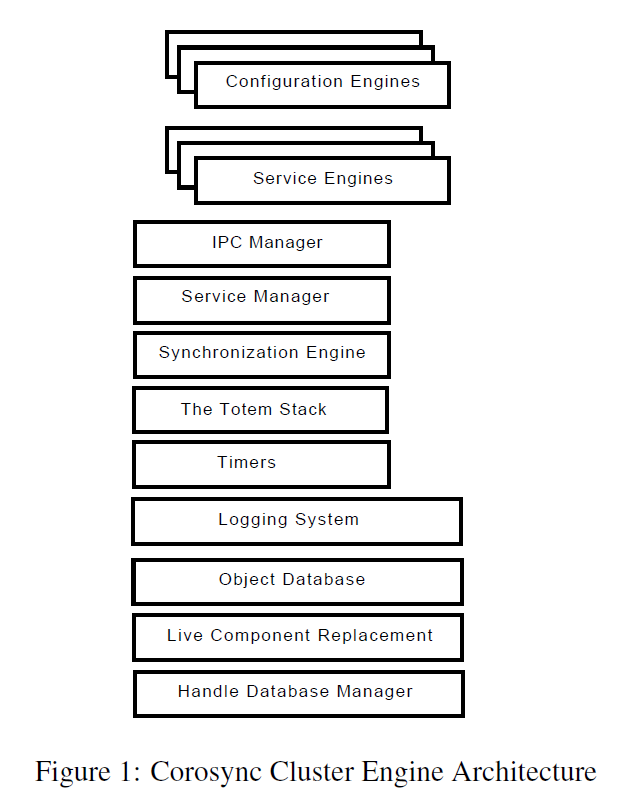 Configuration Engines
Service Engines
IPC Manager
Service Manager
Synchronization Engine
The Totem Stack
Timers
Logging System
Object Database
Live Component Replacement
Handle Database Manager
Figure 1: Corosync Cluster Engine Architecture